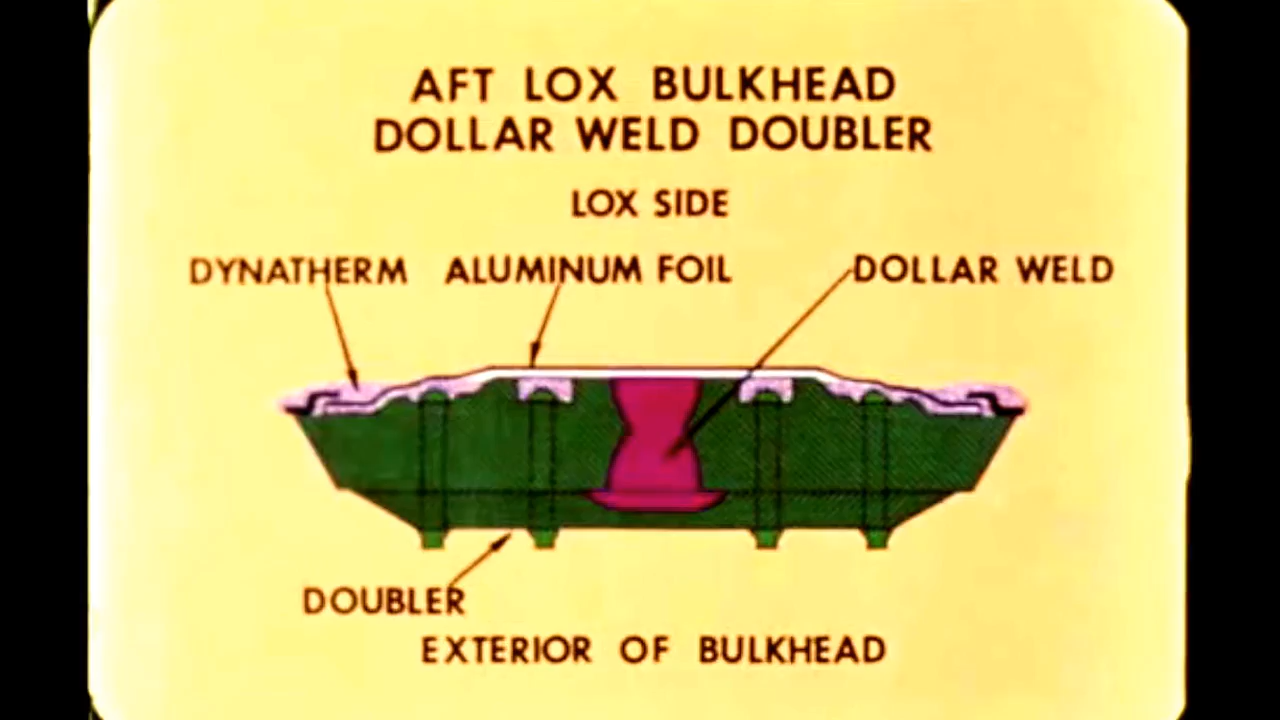 AFT LOX BULKHEAD
DOLLAR WELD DOUBLER
LOX SIDE
DYNATHERM ALUMINUM FOIL DOLLAR WELD
DOUBLER
EXTERIOR OF BULKHEAD